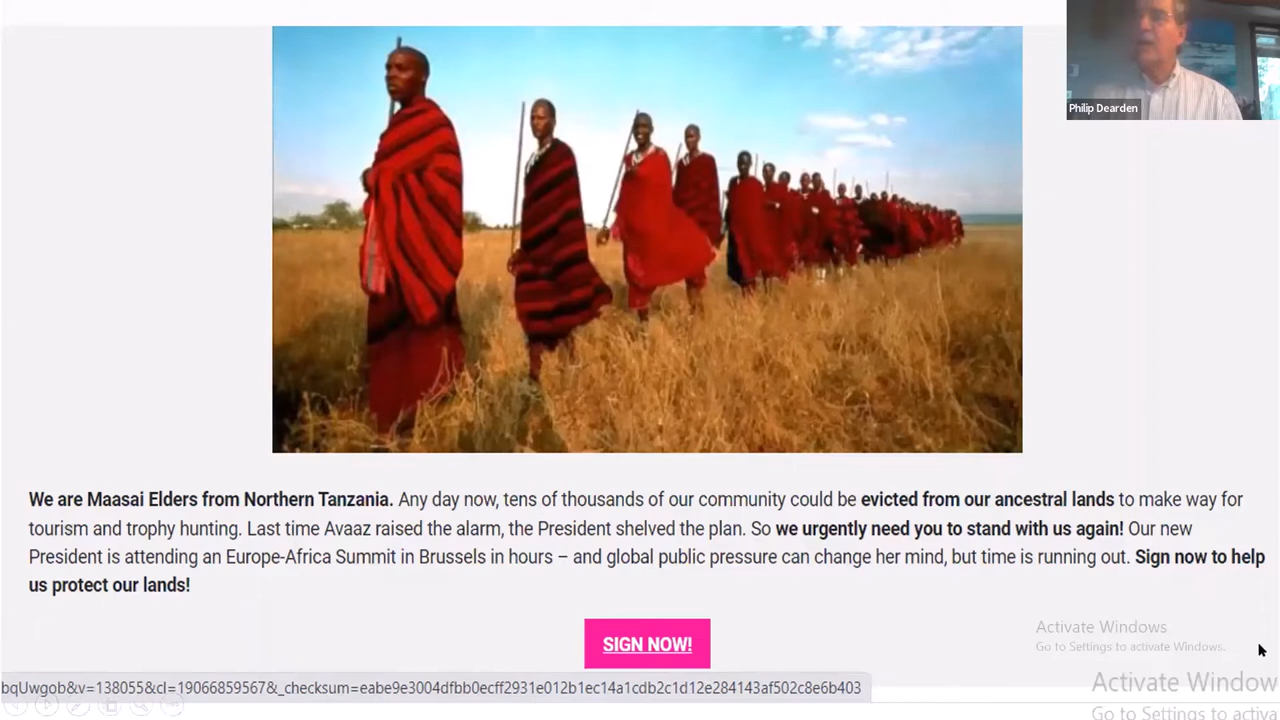 Philip Dearden
We are Maasai Elders from Northern Tanzania. Any day now, tens of thousands of our community could be evicted from our ancestral lands to make way for
tourism and trophy hunting. Last time Avaaz raised the alarm, the President shelved the plan. So we urgently need you to stand with us again! Our new
President is attending an Europe-Africa Summit in Brussels in hours – and global public pressure can change her mind, but time is running out. Sign now to help
us protect our lands!
SIGN NOW!
Activate Windows
Go to Settings to activate Windows.
bqUwgob&v=138055&cl=19066859567&_checksum=eabe9e3004dfbb0ecff2931e012b1ec14a1cdb2c1d12e284143af502c8e6b403
Activate Window
Go to Settings to activa